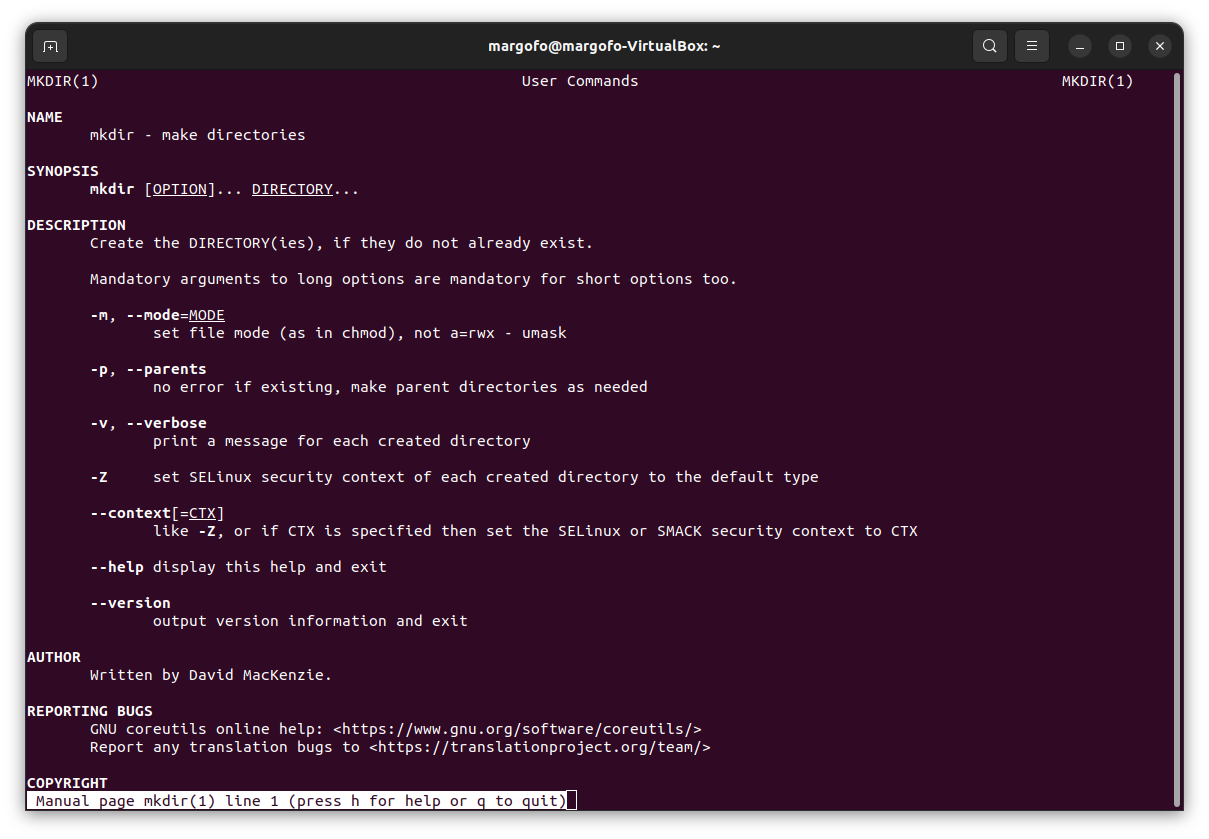 margofo@margofo-VirtualBox: ~
MKDIR(1) User Commands MKDIR(1)
NAME
mkdir - make directories
SYNOPSIS
mkdir [OPTION]... DIRECTORY...
DESCRIPTION
Create the DIRECTORY(ies), if they do not already exist.
Mandatory arguments to long options are mandatory for short options too.
-m, --mode=MODE
set file mode (as in chmod), not a=rwx - umask
-p, --parents
no error if existing, make parent directories as needed
-v, --verbose
print a message for each created directory
-Z set SELinux security context of each created directory to the default type
--context[=CTX]
like -Z, or if CTX is specified then set the SELinux or SMACK security context to CTX
--help display this help and exit
--version
output version information and exit
AUTHOR
Written by David MacKenzie.
REPORTING BUGS
GNU coreutils online help: <https://www.gnu.org/software/coreutils/>
Report any translation bugs to <https://translationproject.org/team/>
COPYRIGHT
Manual page mkdir(1) line 1 (press h for help or q to quit)